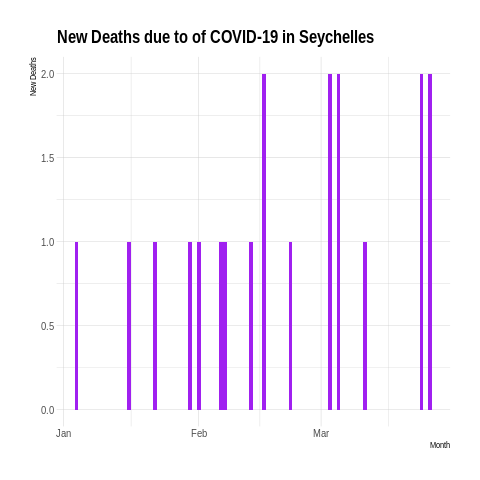 New Deaths due to of COVID-19 in Seychelles
New Deaths
2.0
1.5
1.0
0.5
0.0
Jan Feb Mar
Month